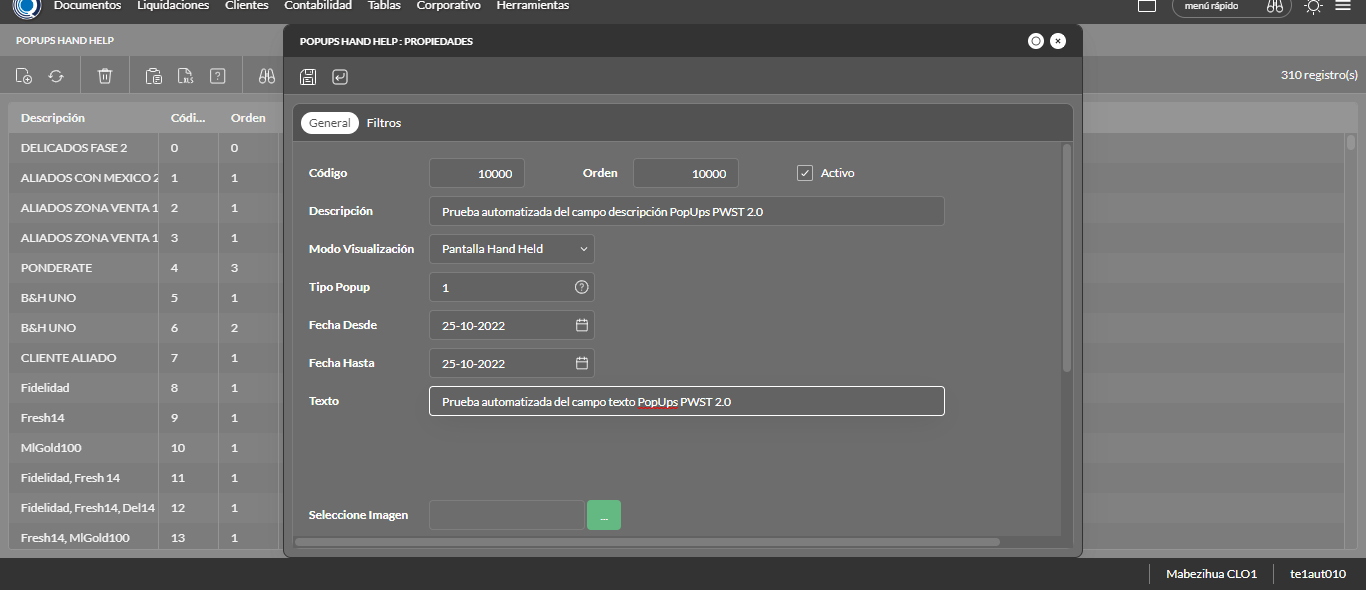 Documentos Liquidaciones Clientes Contabilidad Tablas Corporativo Herramientas menú rápido
POPUPS HAND HELP
POPUPS HAND HELP : PROPIEDADES
XLS
310 registro(s)
Descripción Códi... Orden
DELICADOS FASE 2 0 0
ALIADOS CON MEXICO 2 1 1
ALIADOS ZONA VENTA 1 2 1
ALIADOS ZONA VENTA 1 3 1
PONDERATE 4 3
B&H UNO 5 1
B&H UNO 6 2
CLIENTE ALIADO 7 1
Fidelidad 8 1
Fresh14 9 1
MlGold100 10 1
Fidelidad, Fresh 14 11 1
Fidelidad, Fresh14, Del14 12 1
Fresh14, MlGold100 13 1
General Filtros
Código 10000 Orden 10000 Activo
Descripción Prueba automatizada del campo descripción PopUps PWST 2.0
Modo Visualización Pantalla Hand Held
Tipo Popup 1
Fecha Desde 25-10-2022
Fecha Hasta 25-10-2022
Texto Prueba automatizada del campo texto PopUps PWST 2.0
Seleccione Imagen ...
Mabezihua CLO1 te1aut010